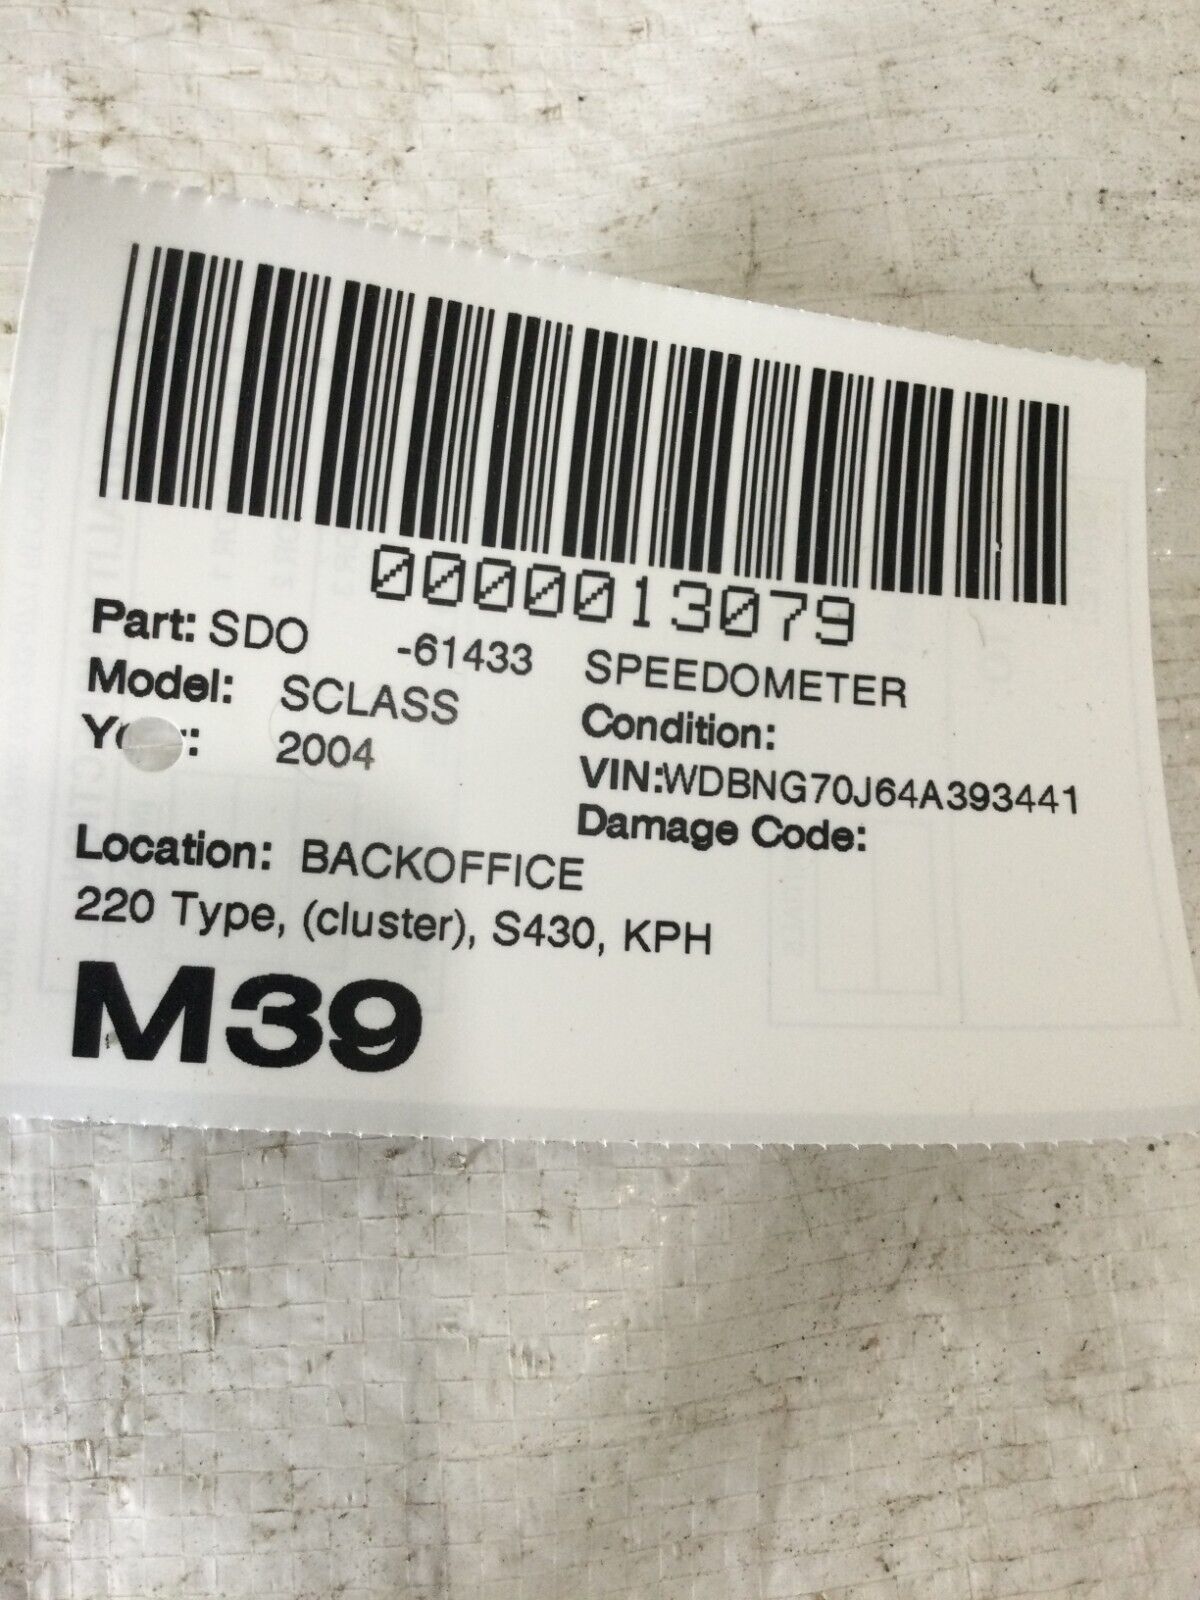 0000013079
Part: SDO -61433 SPEEDOMETER
Model: SCLASS Condition:
2004 VIN:WDBNG70J64A393441
Damage Code:
Location: BACKOFFICE
220 Type, (cluster), S430, KPH
M39